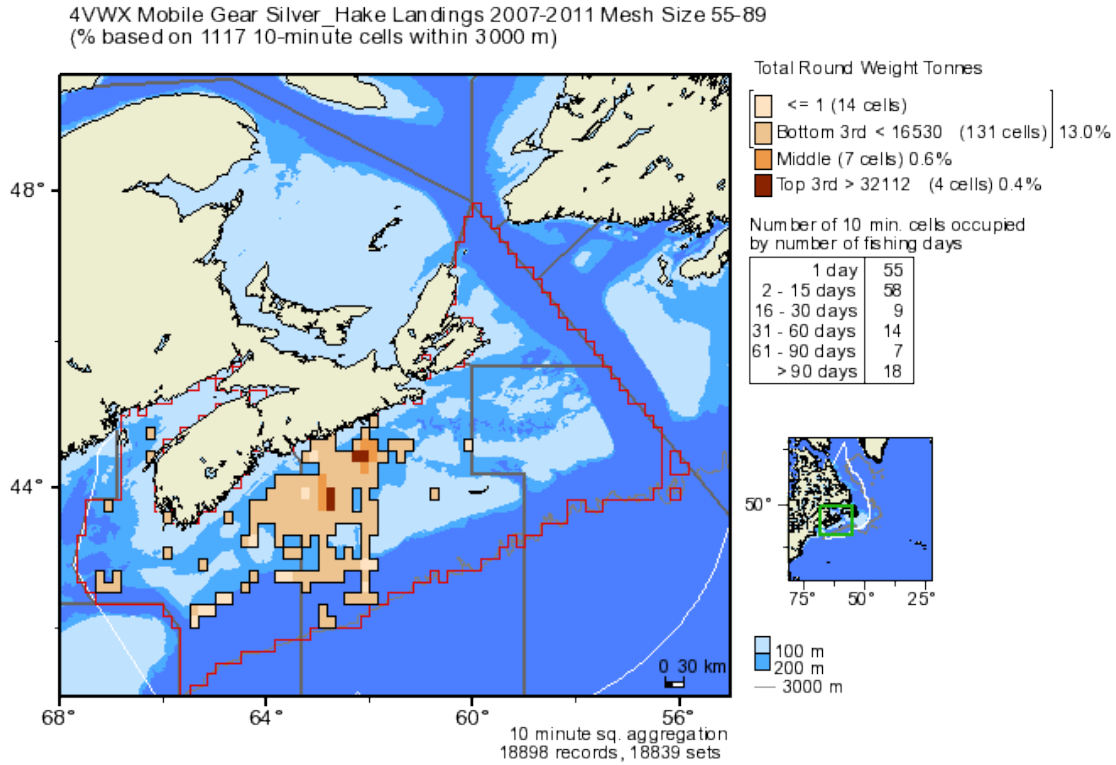 4VWX Mobile Gear Silver_Hake Landings 2007-2011 Mesh Size 55-89
(% based on 1117 10-minute cells within 3000 m)
Total Round Weight Tonnes
<= 1 (14 cells)
Bottom 3rd < 16530 (131 cells) 13.0%
Middle (7 cells) 0.6%
Top 3rd > 32112 (4 cells) 0.4%
Number of 10 min. cells occupied
by number of fishing days
1 day 55
2 - 15 days 58
16 - 30 days 9
31 - 60 days 14
61 - 90 days 7
>90 days 18
48°
44°
68° 64° 60° 56°
0 30 km
50°
75° 50° 25°
100 m
200 m
3000 m
10 minute sq. aggregation
18898 records, 18839 sets